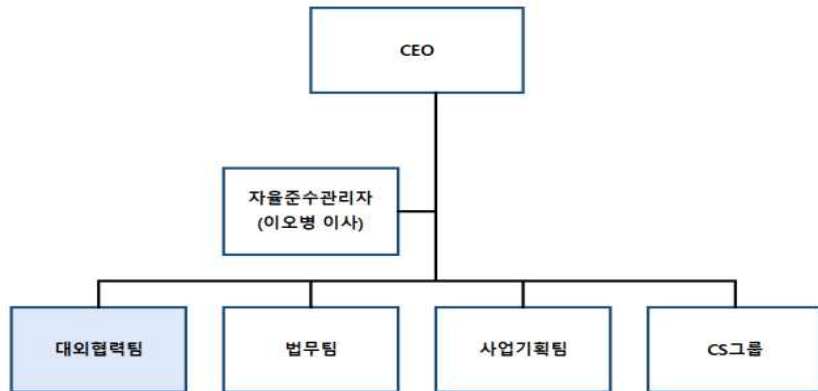 CEO
자율준수관리자
(이오병 이사)
대외협력팀
법무팀
사업기획팀
CS그룹